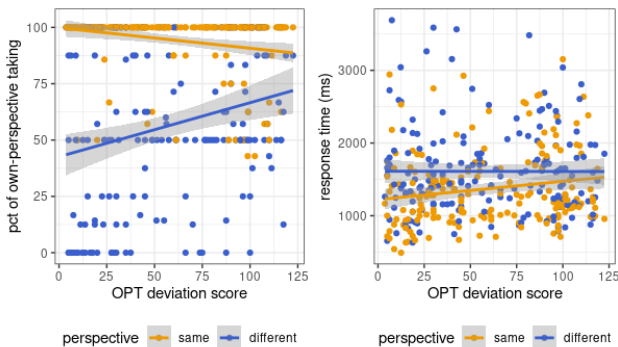 pct of own-perspective taking
100
75
50
25
0
0
25
50
75
100
125
OPT deviation score
perspective
same
different
response time (ms)
3000
2000
1000
0
25
50
75
100
125
OPT deviation score
perspective
same
different